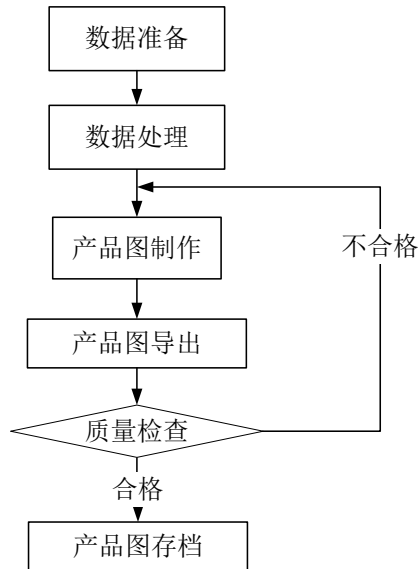 数据准备
数据处理
产品图制作
不合格
产品图导出
质量检查
合格
产品图存档